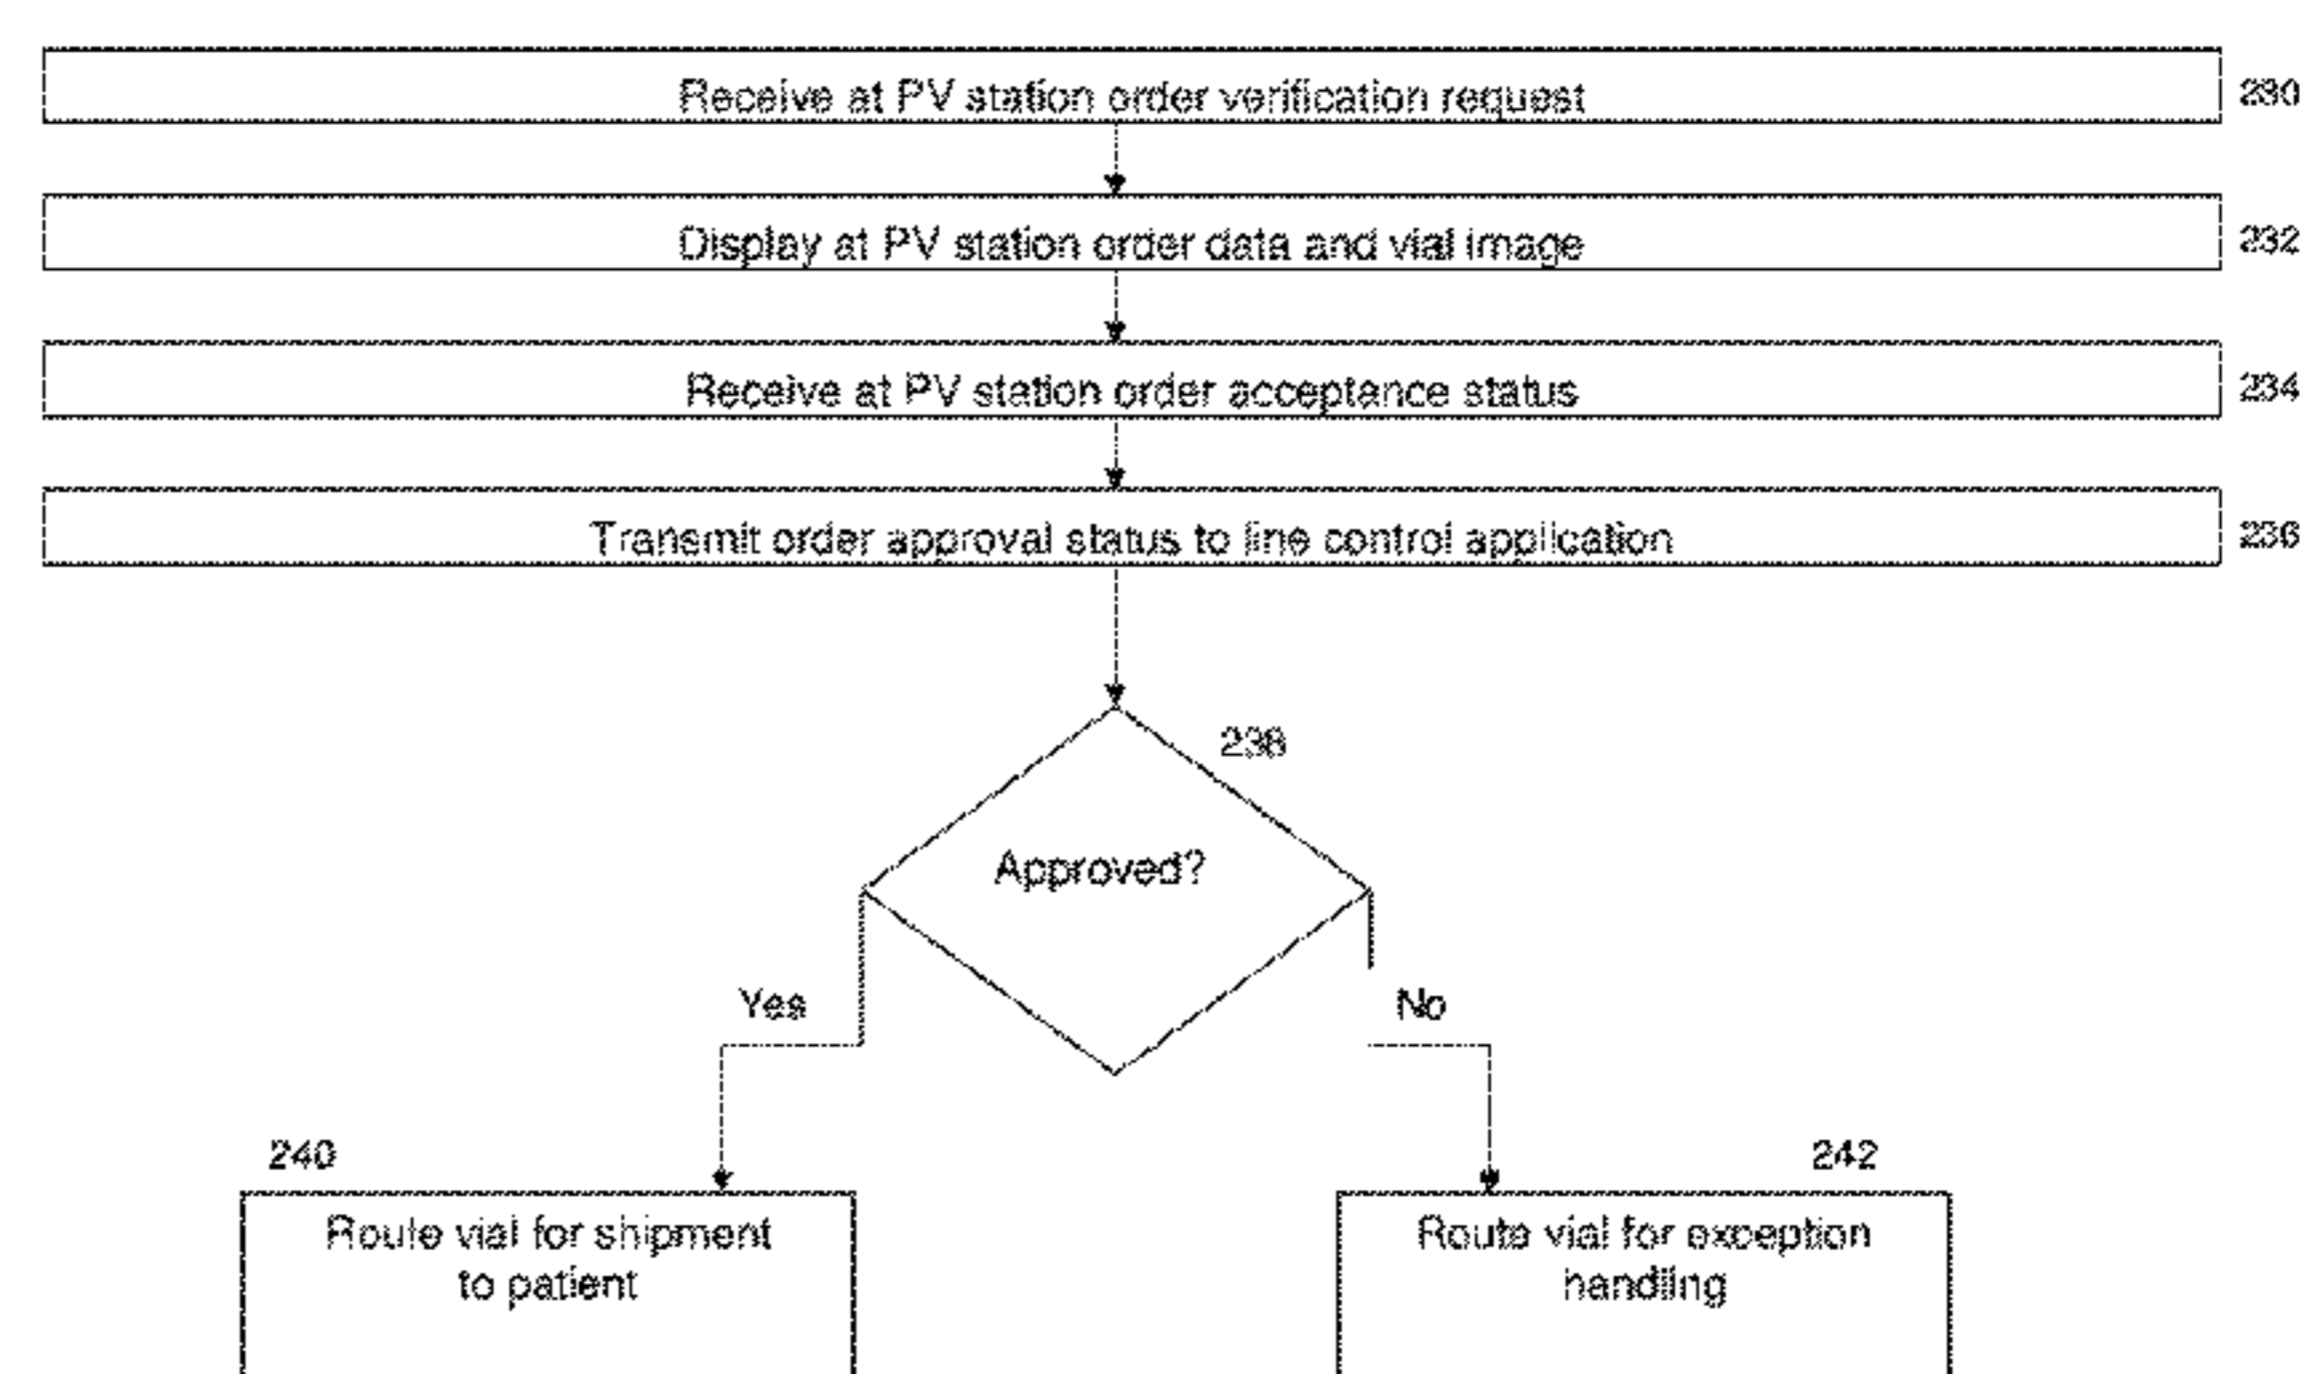 Receive at PV station order verification request 230
Display at PV station order data and vial image 232
Receive at PV station order acceptance status 234
Transmit order approval status to line control application 236
238
Approved?
Yes No
240 242
Route vial for shipment Route vial for exception
to patient handling